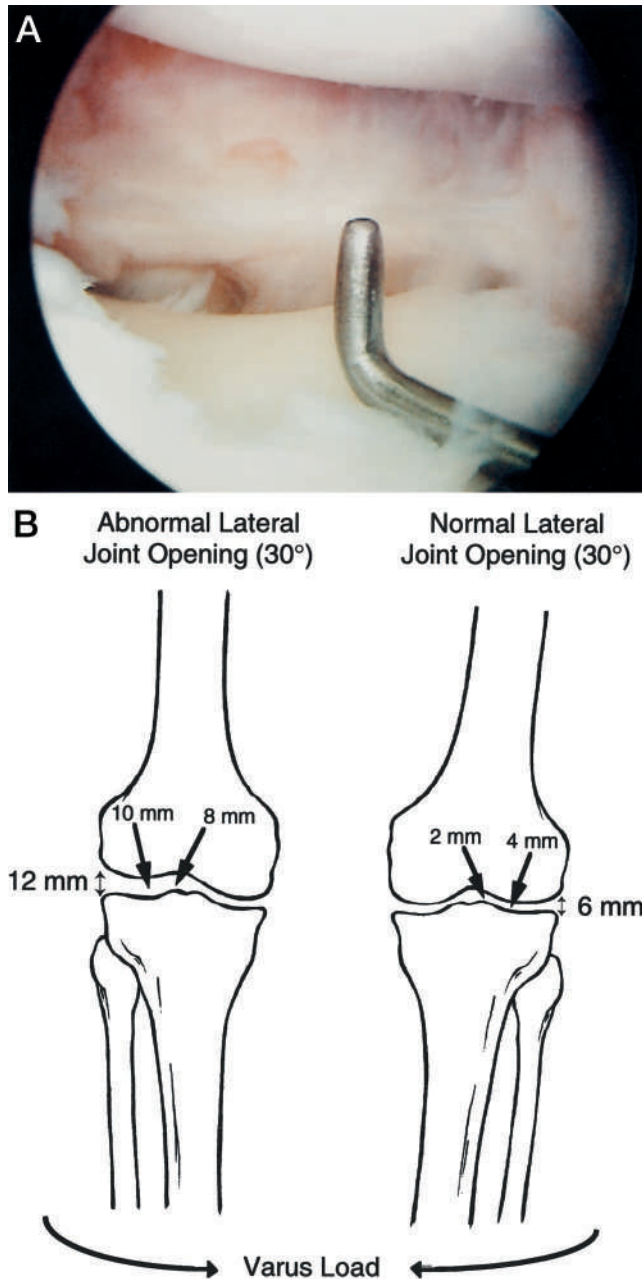 A
B
Abnormal Lateral
Joint Opening (30°)
Normal Lateral
Joint Opening (30°)
10 mm
8 mm
12 mm
2 mm
4 mm
6 mm
Varus Load